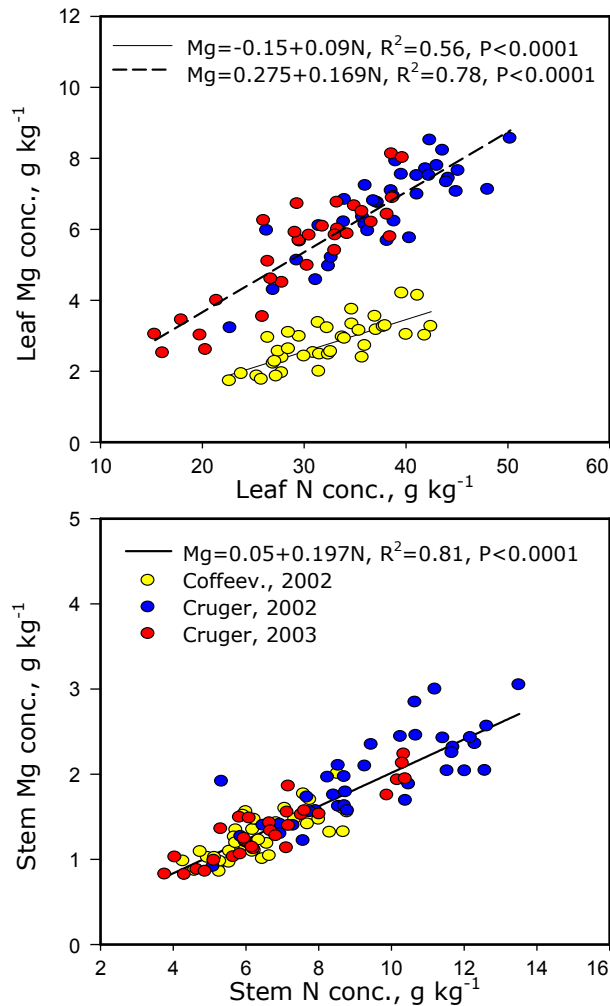 Mg=-0.15+0.09N, R²=0.56, P<0.0001
Mg=0.275+0.169N, R²=0.78, P<0.0001
12
10
8
6
4
2
0
Leaf Mg conc., g kg⁻¹
10 20 30 40 50 60
Leaf N conc., g kg⁻¹
Mg=0.05+0.197N, R²=0.81, P<0.0001
Coffeev., 2002
Cruger., 2002
Cruger, 2003
5
4
3
2
1
0
Stem Mg conc., g kg⁻¹
2 4 6 8 10 12 14 16
Stem N conc., g kg⁻¹